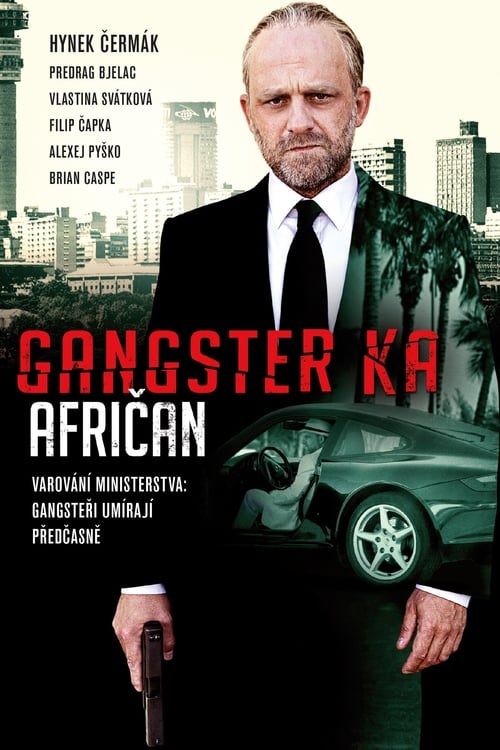 HYNEK ČERMÁK
PREDRAG BJELAC
VLASTINA SVÁTKOVÁ
FILIP ČAPKA
ALEXEJ PYŠKO
BRIAN CASPE
GANGSTER KA
AFRIČAN
VAROVÁNÍ MINISTERSTVA:
GANGSTEŘI UMÍRAJÍ
PŘEDČASNĚ